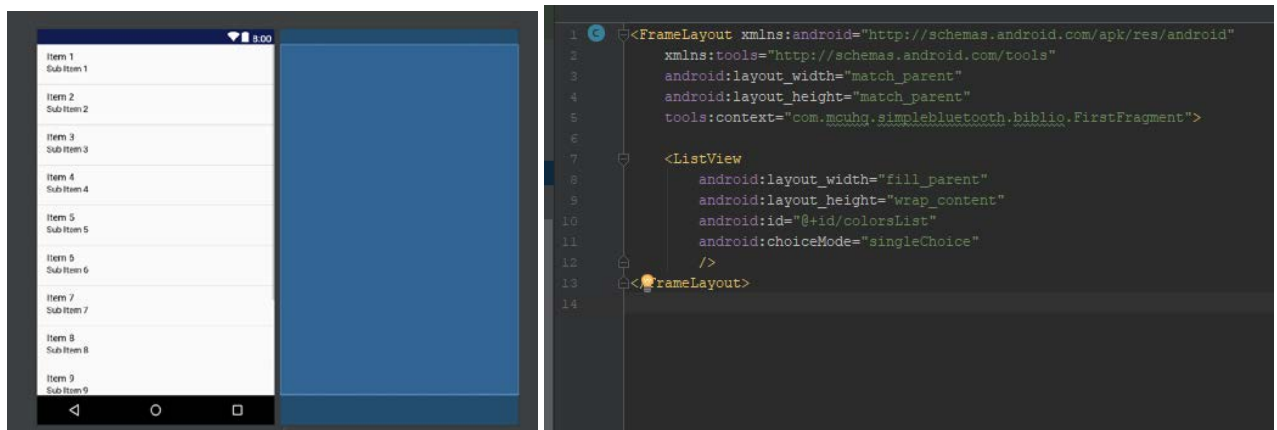 8:00
Item 1
Sub Item 1
Item 2
Sub Item 2
Item 3
Sub Item 3
Item 4
Sub Item 4
Item 5
Sub Item 5
Item 6
Sub Item 6
Item 7
Sub Item 7
Item 8
Sub Item 8
Item 9
Sub Item 9
1 C <FrameLayout xmlns:android="http://schemas.android.com/apk/res/android"
2 xmlns:tools="http://schemas.android.com/tools"
3 android:layout_width="match_parent"
4 android:layout_height="match_parent"
5 tools:context="com.mcuhq.simplebluetooth.biblio.FirstFragment">
6
7 <ListView
8 android:layout_width="fill_parent"
9 android:layout_height="wrap_content"
10 android:id="@+id/colorsList"
11 android:choiceMode="singleChoice"
12 />
13 </FrameLayout>
14